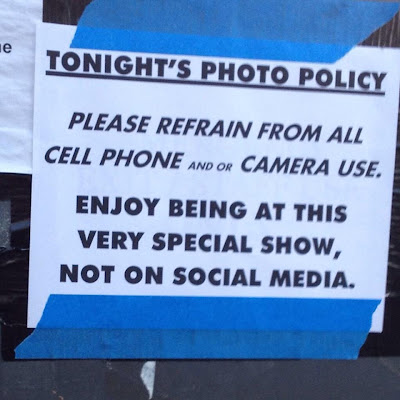 TONIGHT'S PHOTO POLICY
PLEASE REFRAIN FROM ALL
CELL PHONE AND OR CAMERA USE.
ENJOY BEING AT THIS
VERY SPECIAL SHOW,
NOT ON SOCIAL MEDIA.